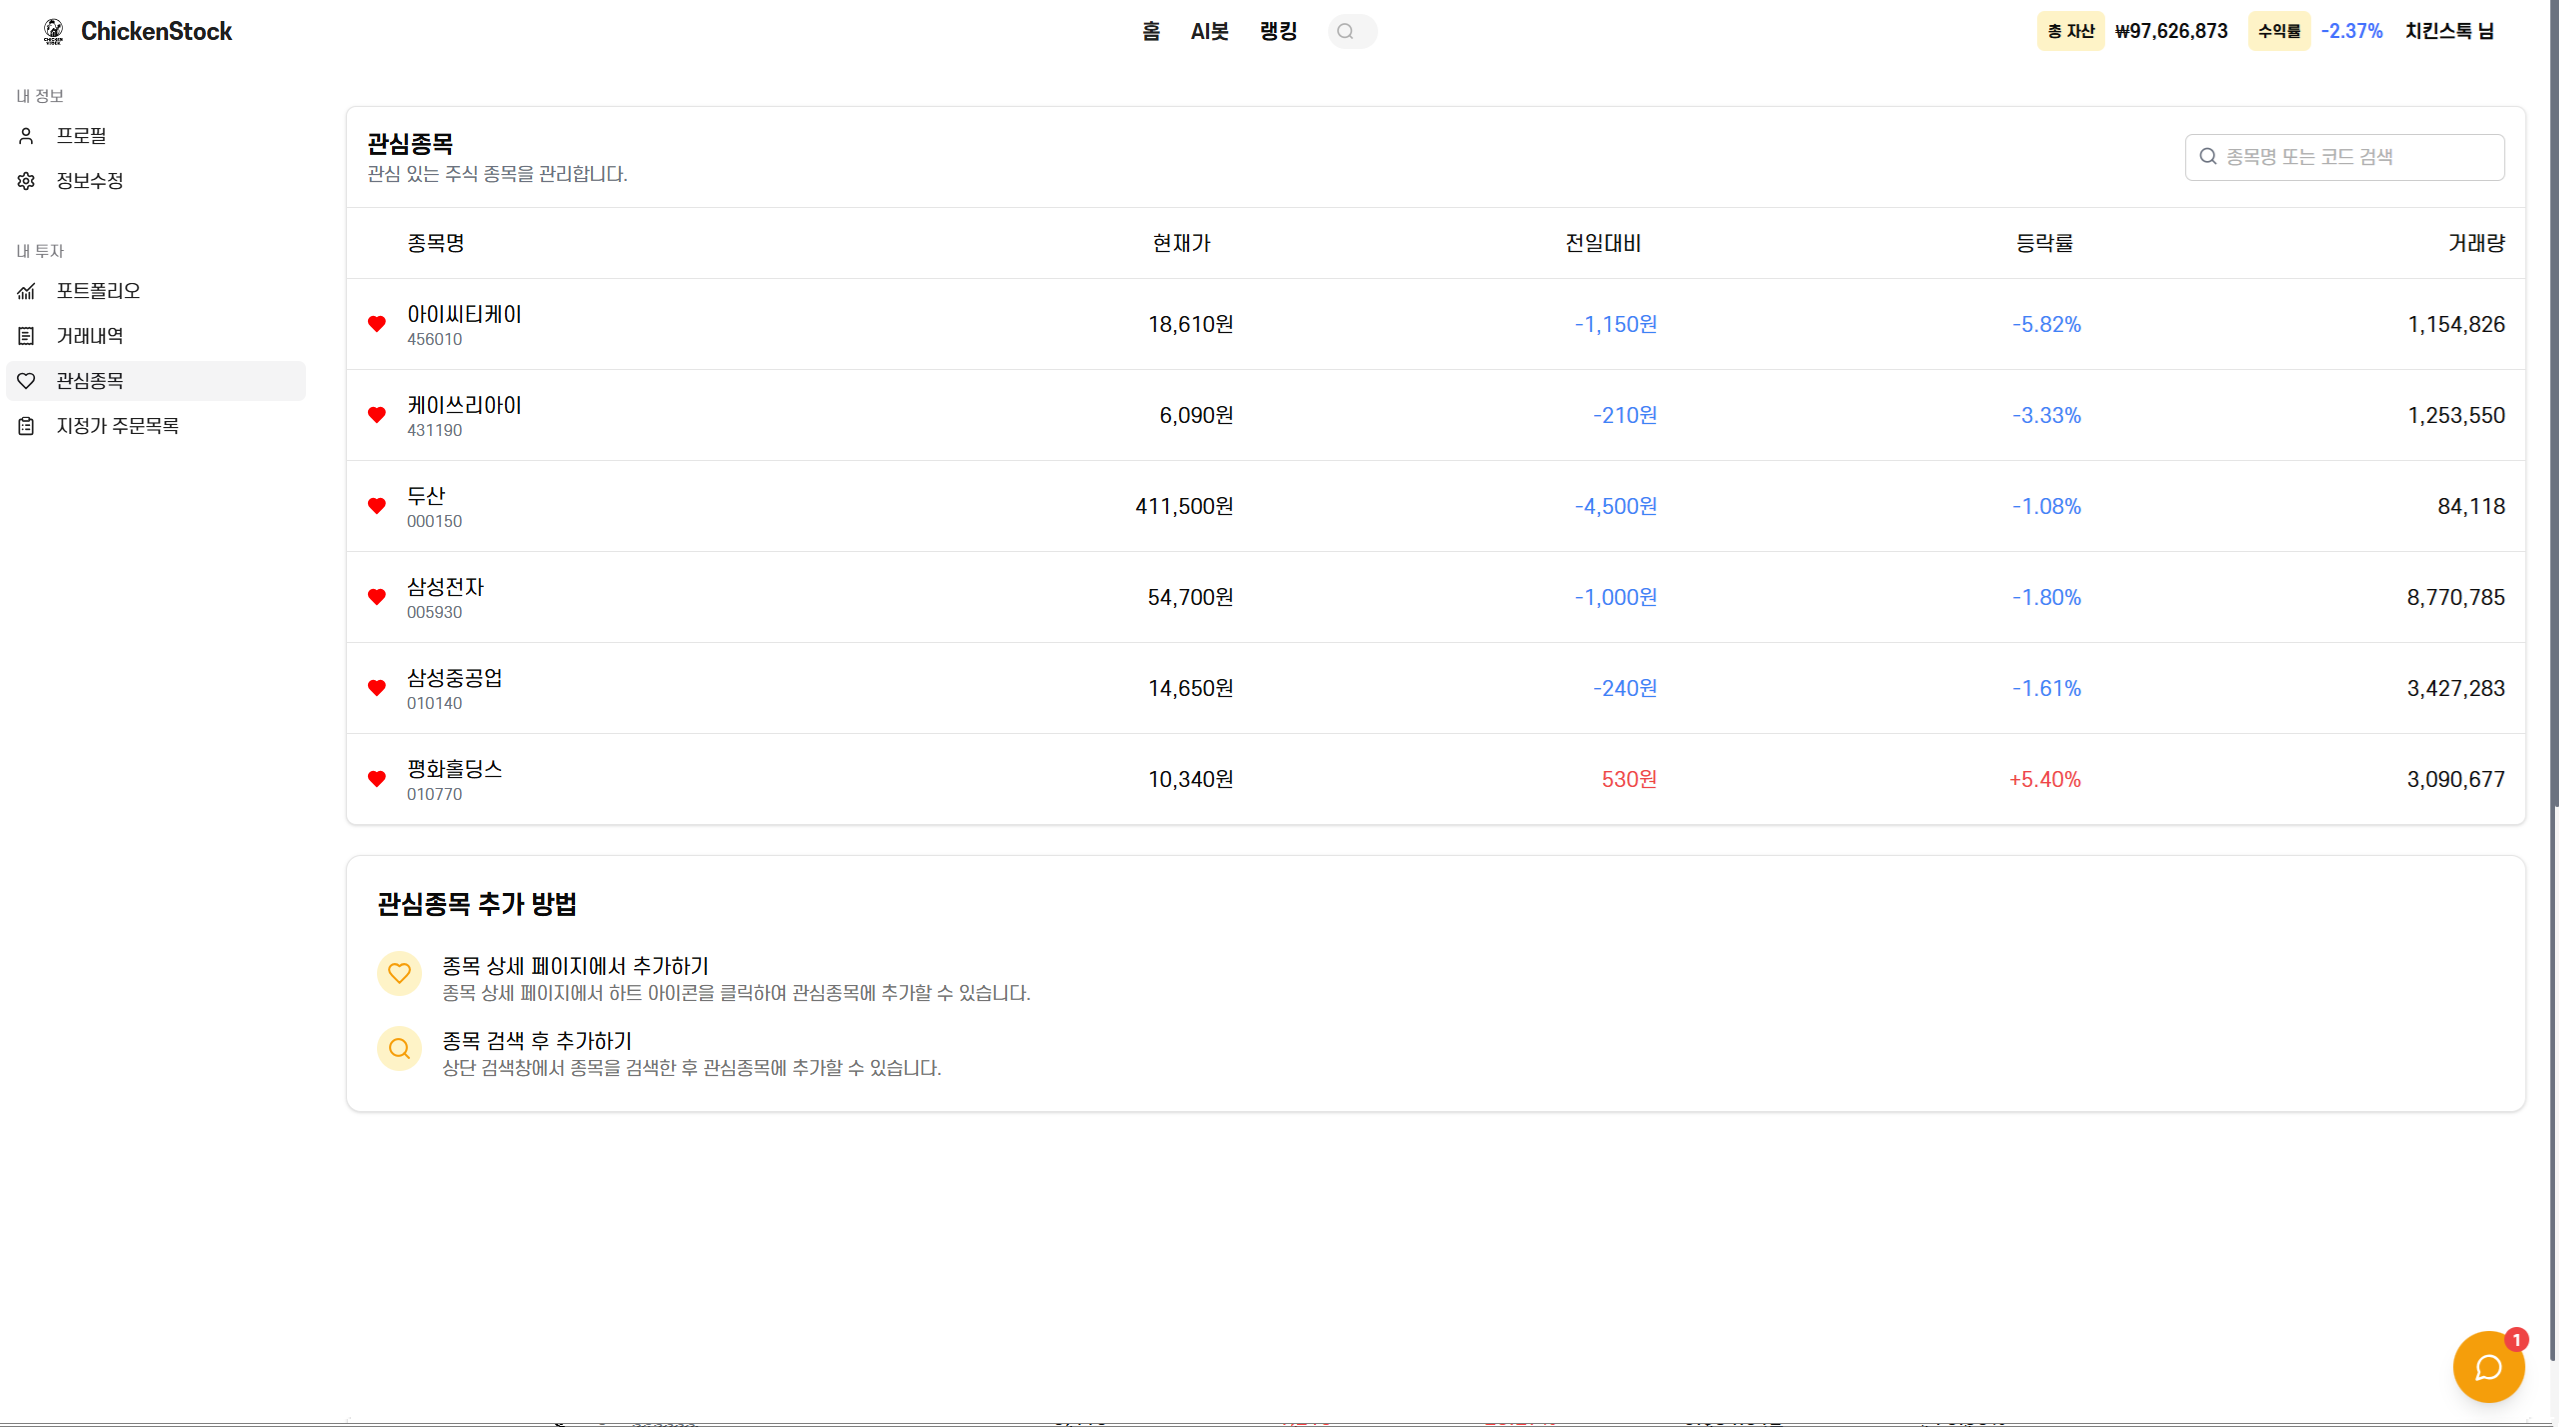 ChickenStock
홈 AI봇 랭킹
총 자산 ₩97,626,873 수익률 -2.37% 치킨스톡 님
내 정보
프로필
정보수정
내 투자
포트폴리오
거래내역
관심종목
지정가 주문목록
관심종목
관심 있는 주식 종목을 관리합니다.
종목명 또는 코드 검색
종목명 현재가 전일대비 등락률 거래량
아이씨티케이
456010
18,610원 -1,150원 -5.82% 1,154,826
케이쓰리아이
431190
6,090원 -210원 -3.33% 1,253,550
두산
000150
411,500원 -4,500원 -1.08% 84,118
삼성전자
005930
54,700원 -1,000원 -1.80% 8,770,785
삼성중공업
010140
14,650원 -240원 -1.61% 3,427,283
평화홀딩스
010770
10,340원 530원 +5.40% 3,090,677
관심종목 추가 방법
종목 상세 페이지에서 추가하기
종목 상세 페이지에서 하트 아이콘을 클릭하여 관심종목에 추가할 수 있습니다.
종목 검색 후 추가하기
상단 검색창에서 종목을 검색한 후 관심종목에 추가할 수 있습니다.
1